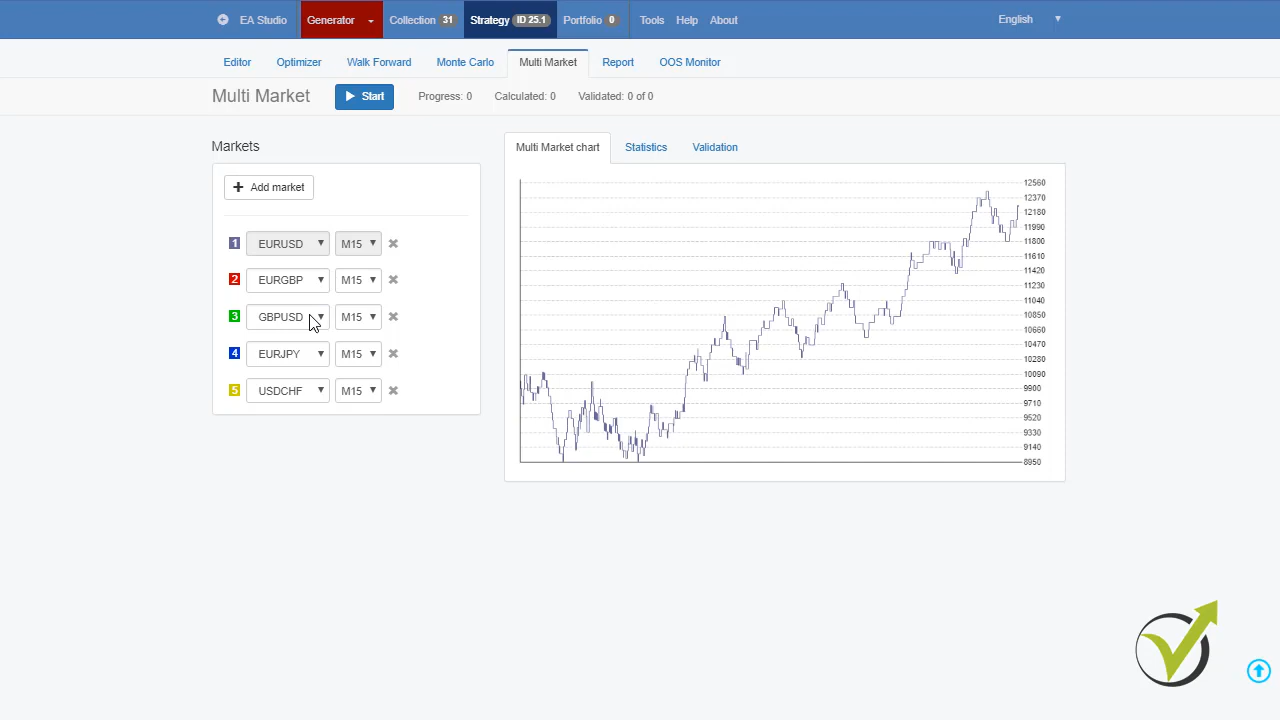 EA Studio Generator Collection 31 Strategy ID 25.1 Portfolio 0 Tools Help About English
Editor Optimizer Walk Forward Monte Carlo Multi Market Report OOS Monitor
Multi Market Start Progress: 0 Calculated: 0 Validated: 0 of 0
Markets
Add market
1 EURUSD M15
2 EURGBP M15
3 GBPUSD M15
4 EURJPY M15
5 USDCHF M15
Multi Market chart Statistics Validation
12560
12370
12180
11990
11800
11610
11420
11230
11040
10850
10660
10470
10280
10090
9900
9710
9520
9330
9140
8950